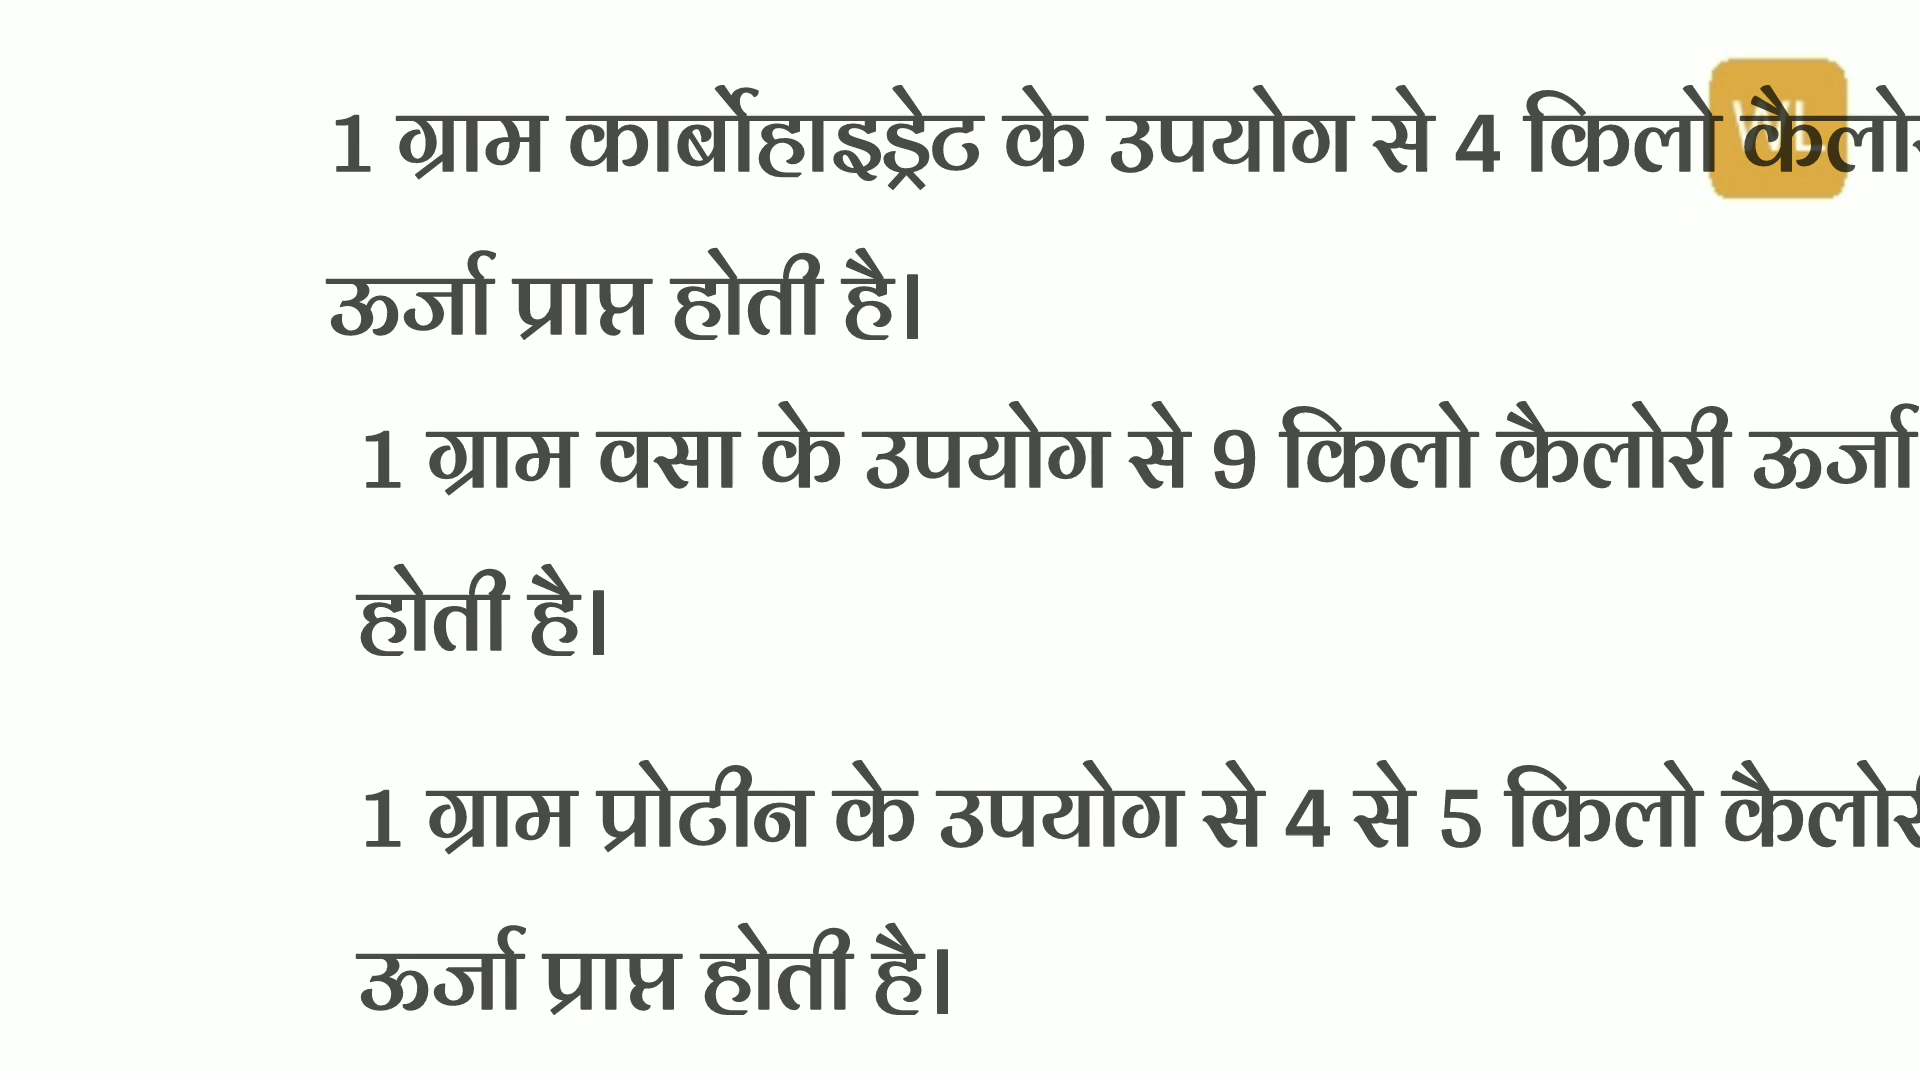 1 ग्राम कार्बोहाइड्रेट के उपयोग से 4 किलो
ऊर्जा प्राप्त होती है।
1 ग्राम वसा के उपयोग से 9 किलो कैलोरी ऊर्जा
होती है।
1 ग्राम प्रोटीन के उपयोग से 4 से 5 किलो कैलोरी
ऊर्जा प्राप्त होती है।